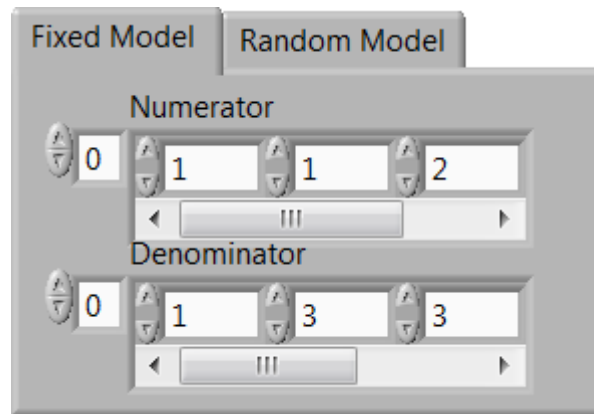 Fixed Model Random Model
Numerator
0 1 1 2
Denominator
0 1 3 3